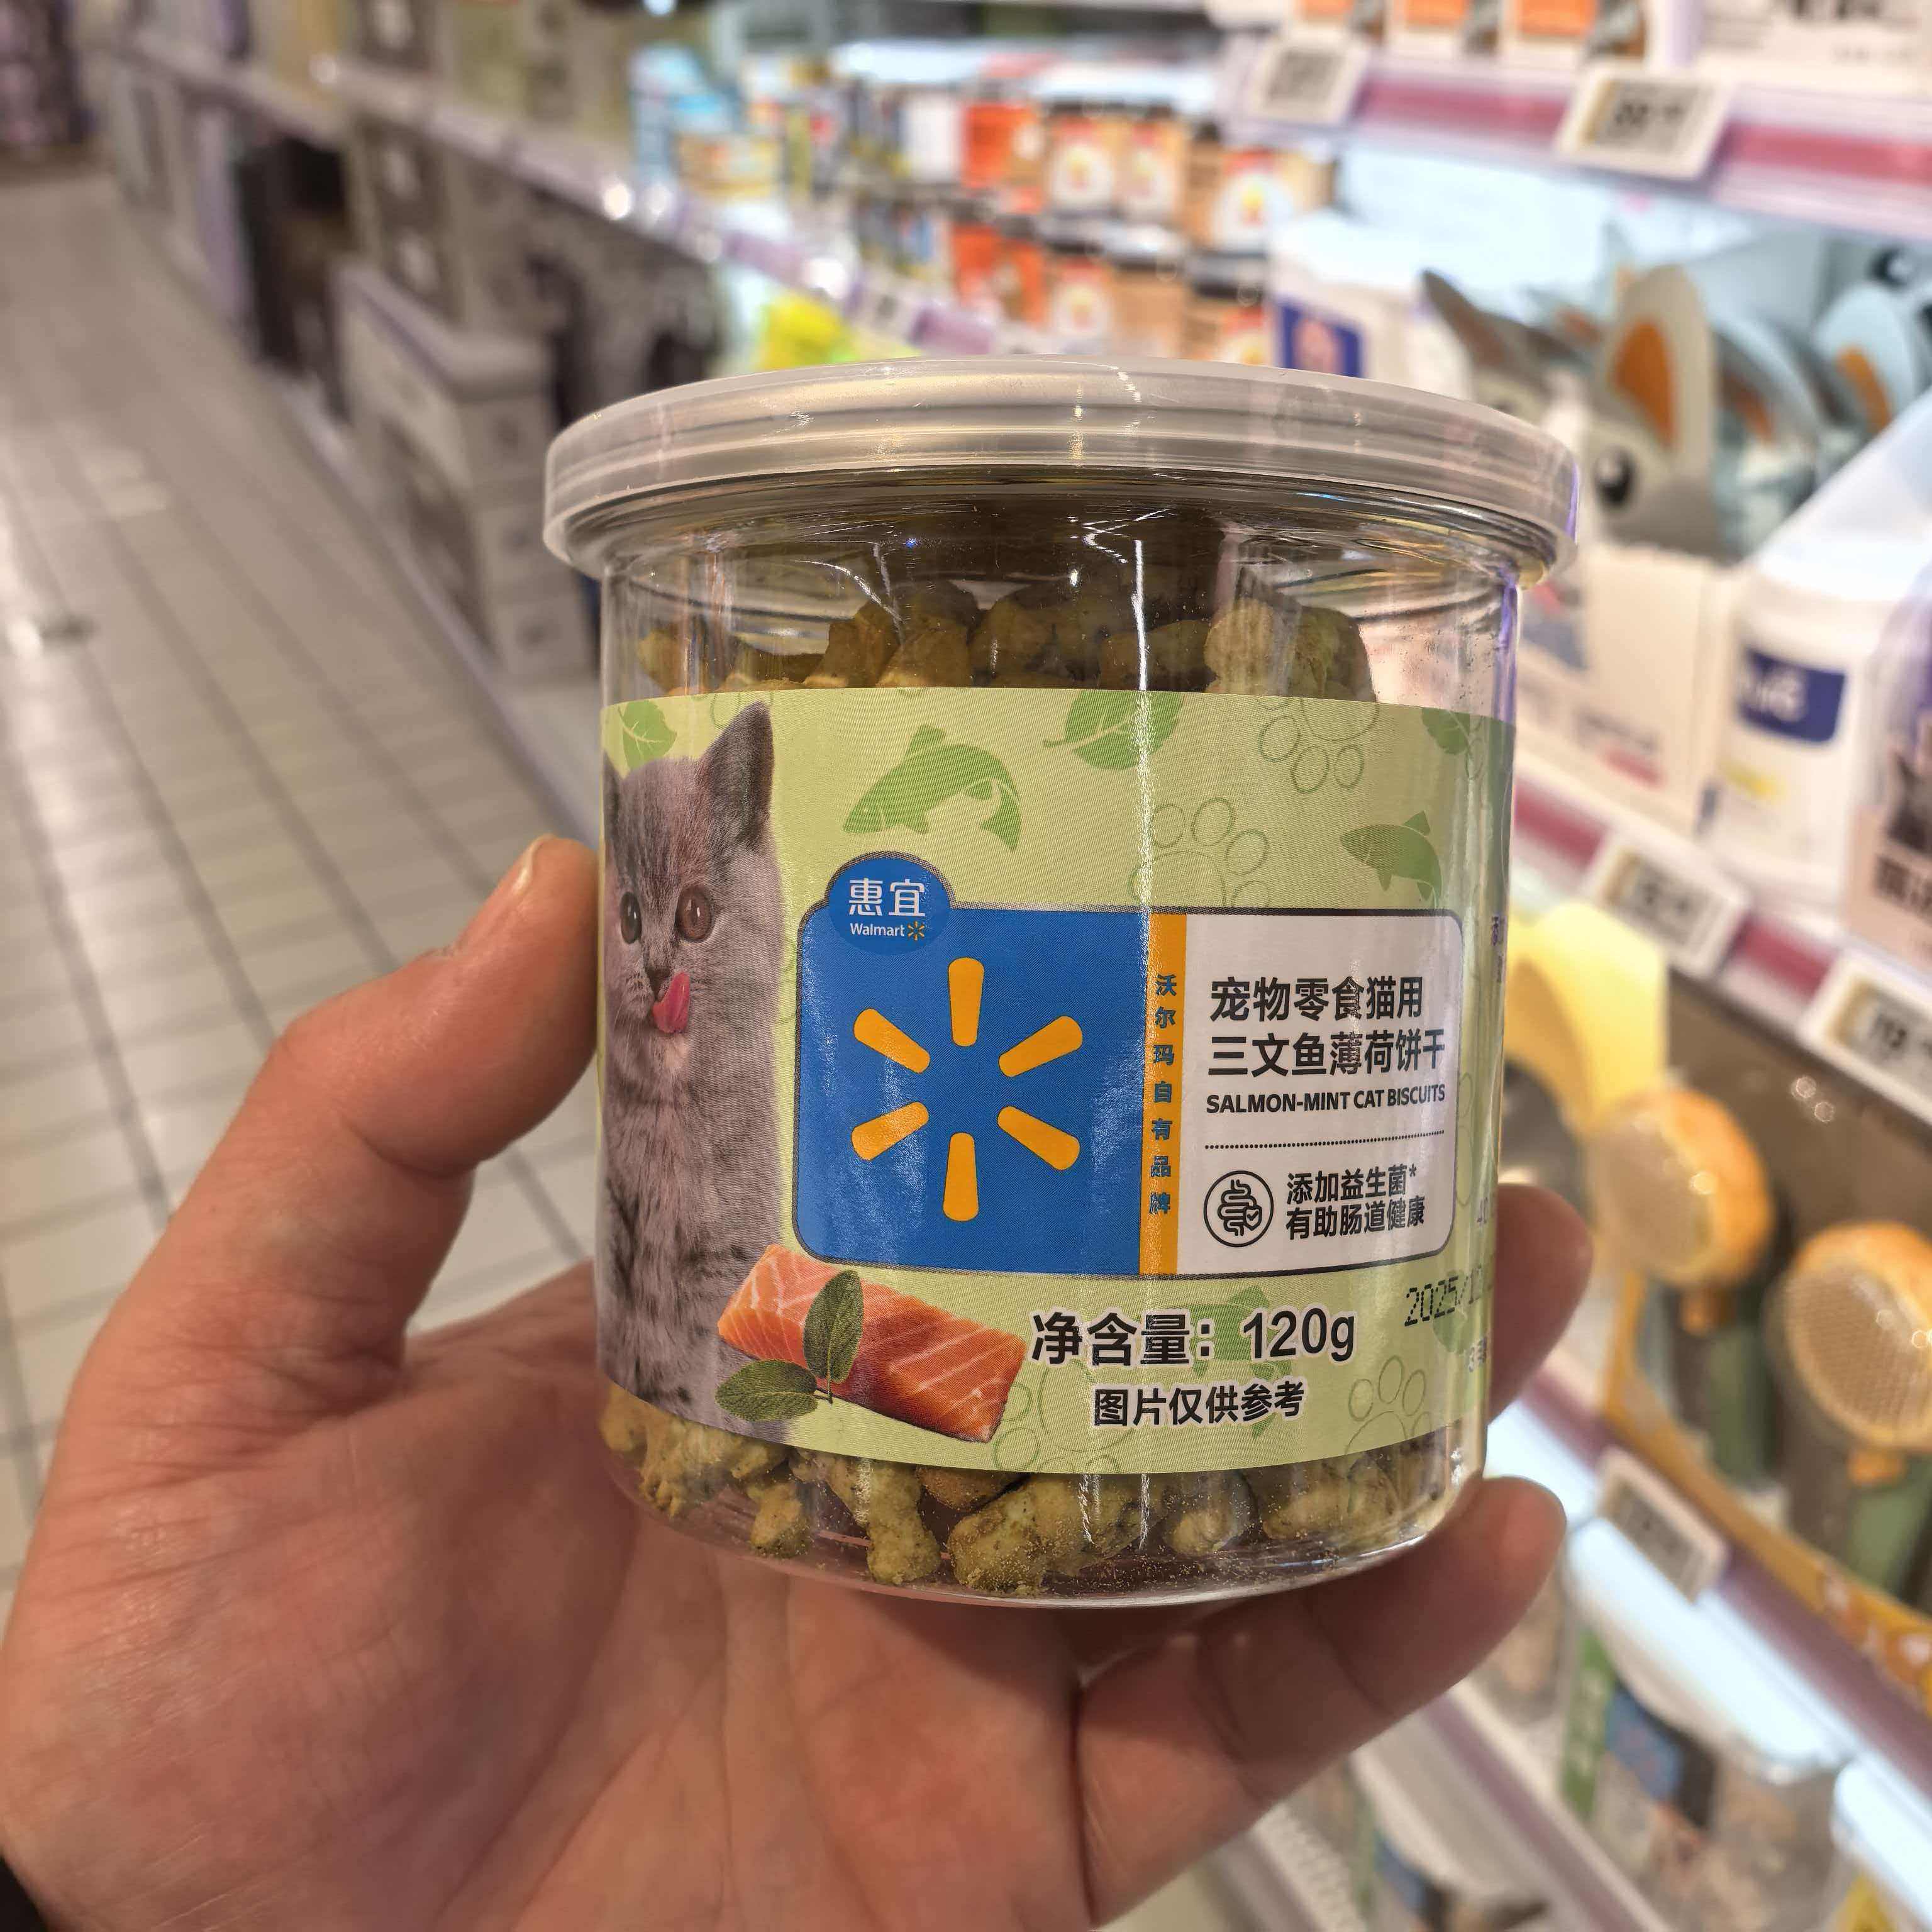 惠宜
Walmart
沃尔玛自有品牌
宠物零食猫用
三文鱼薄荷饼干
SALMON-MINT CAT BISCUITS
添加益生菌*
有助肠道健康
净含量：120g
图片仅供参考
2025/10